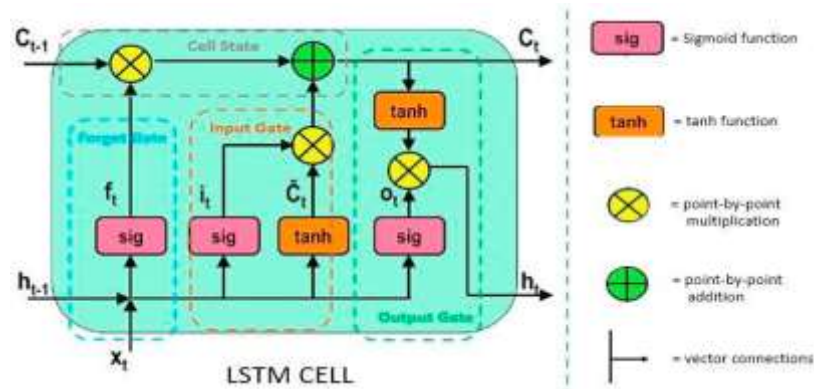 C_t-1
Cell State
C_t
Forget Gate
Input Gate
tanh
f_t
i_t
C̃_t
o_t
sig
sig
tanh
sig
h_t-1
h_t
Output Gate
x_t
LSTM CELL
sig = Sigmoid function
tanh = tanh function
= point-by-point
multiplication
= point-by-point
addition
= vector connections